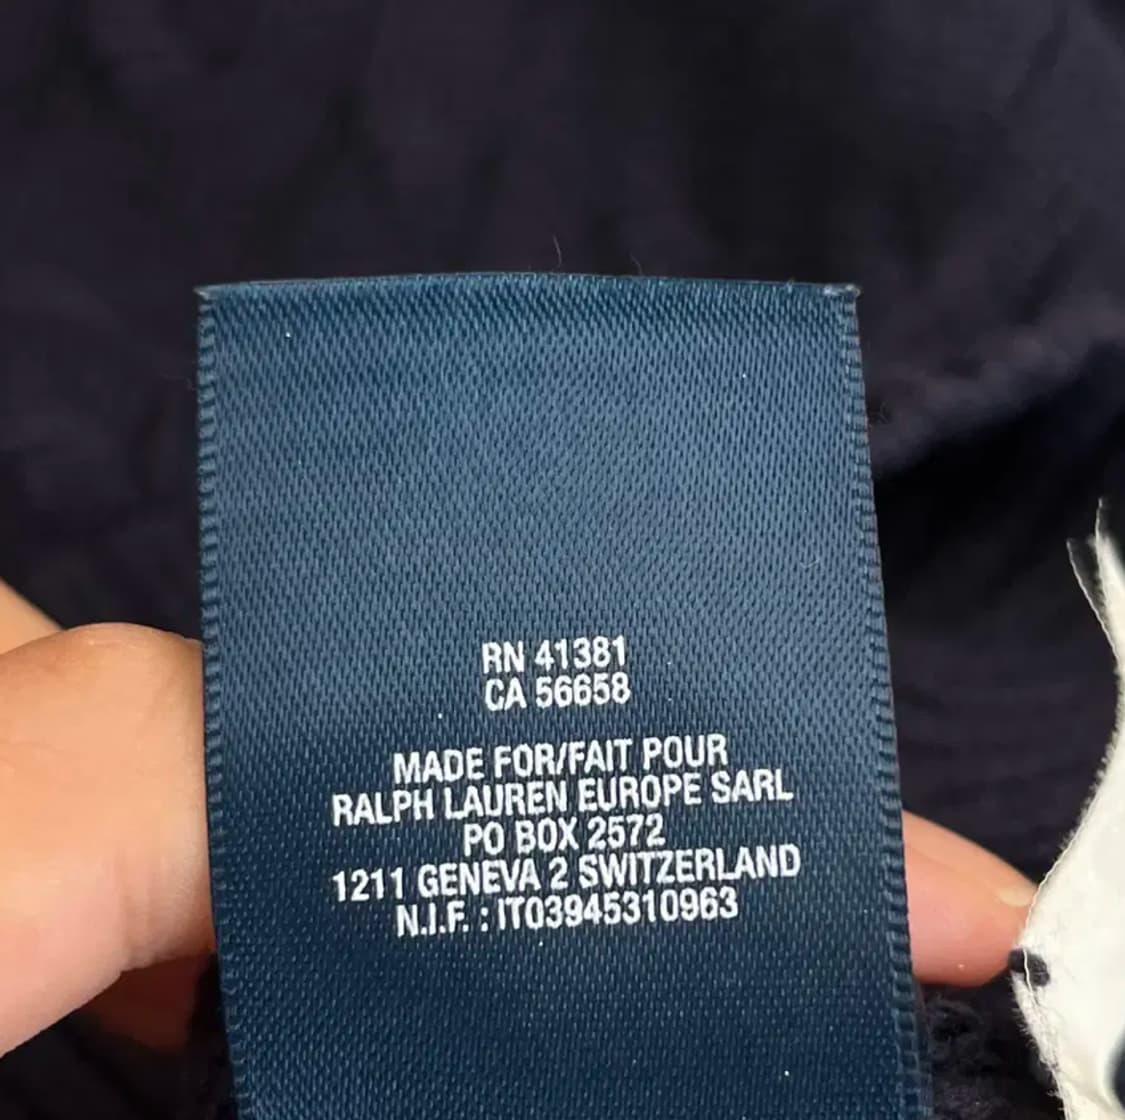 RN 41381
CA 56658
MADE FOR/FAIT POUR
RALPH LAUREN EUROPE SARL
PO BOX 2572
1211 GENEVA 2 SWITZERLAND
N.I.F. : IT03945310963